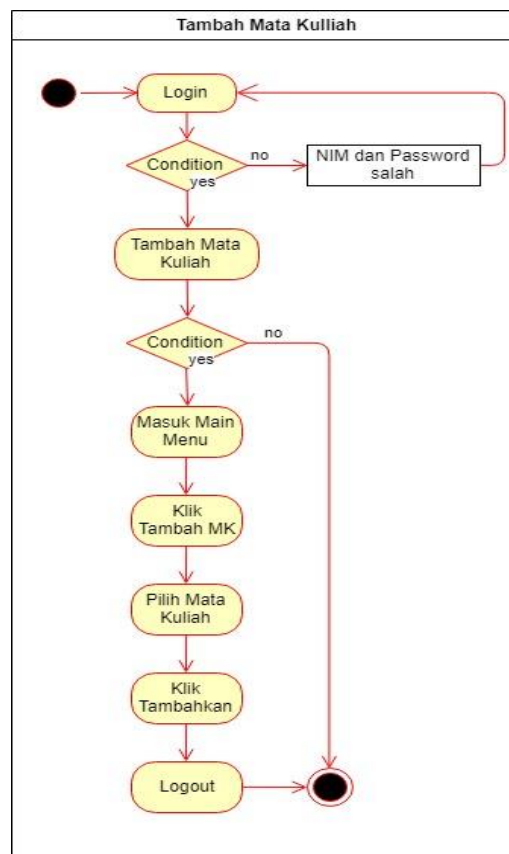 Tambah Mata Kulliah
Login
Condition
yes
no
NIM dan Password
salah
Tambah Mata
Kuliah
Condition
yes
no
Masuk Main
Menu
Klik
Tambah MK
Pilih Mata
Kuliah
Klik
Tambahkan
Logout